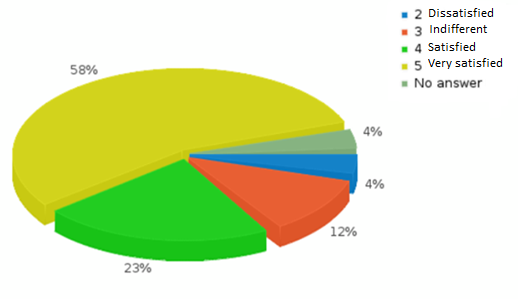 2 Dissatisfied
3 Indifferent
4 Satisfied
5 Very satisfied
No answer
58%
4%
4%
12%
23%